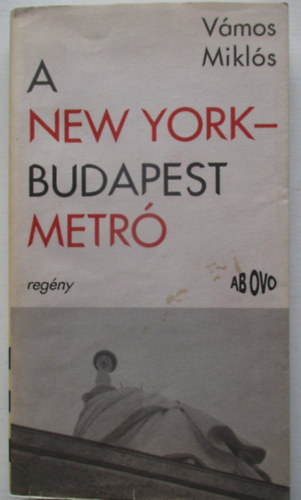 Vámos
Miklós
A
NEW YORK–
BUDAPEST
METRÓ
regény
AB OVO